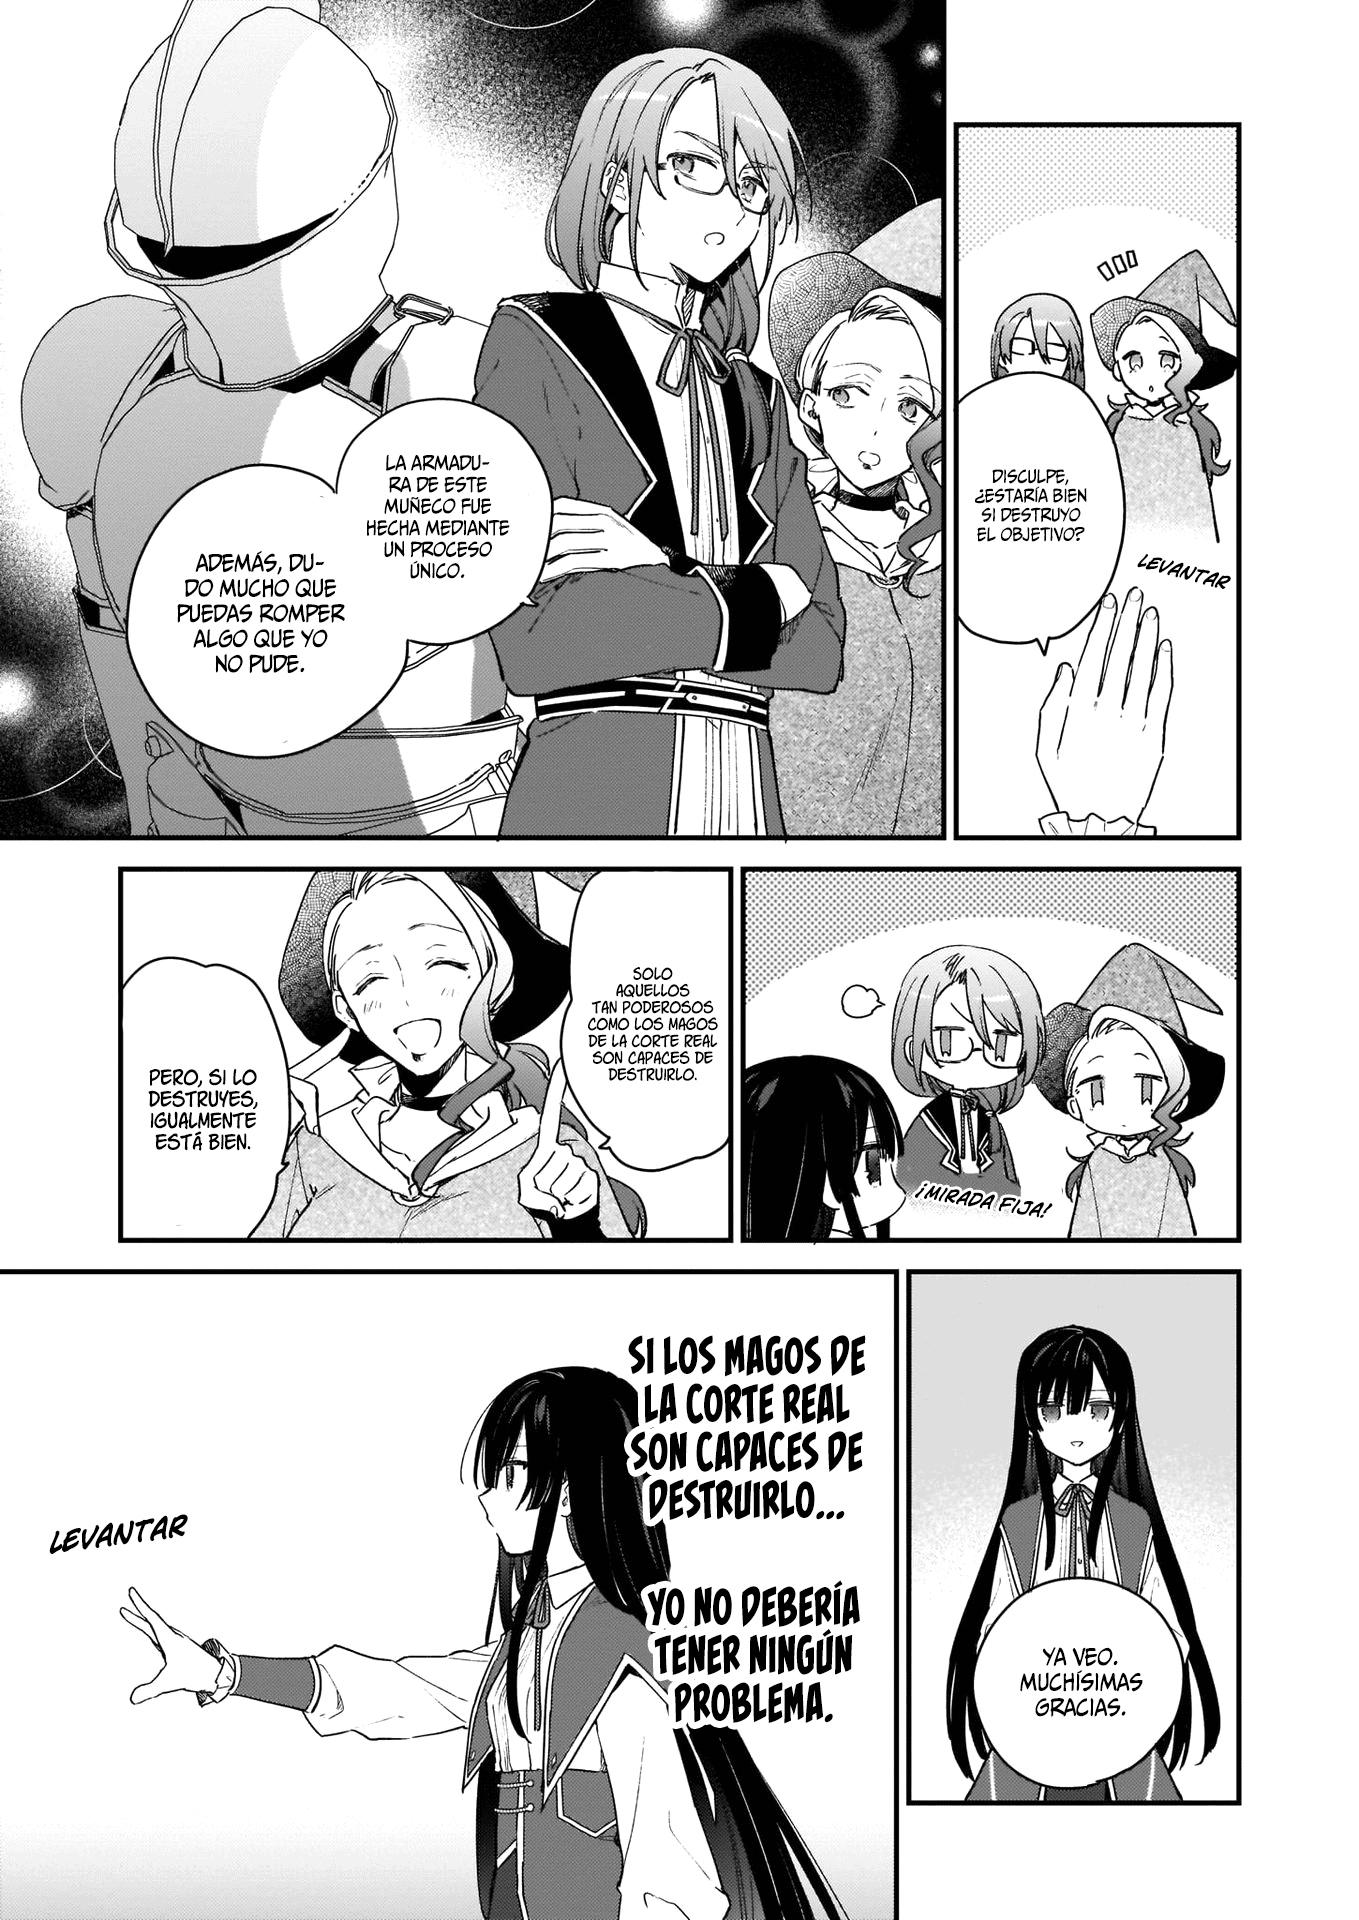 DISCULPE,
¿ESTARÍA BIEN
SI DESTRUYO
EL OBJETIVO?
LEVANTAR
LA ARMADU-
RA DE ESTE
MUÑECO FUE
HECHA MEDIANTE
UN PROCESO
ÚNICO.
ADEMÁS, DU-
DO MUCHO QUE
PUEDAS ROMPER
ALGO QUE YO
NO PUDE.
¡MIRADA FIJA!
SOLO
AQUELLOS
TAN PODEROSOS
COMO LOS MAGOS
DE LA CORTE REAL
SON CAPACES DE
DESTRUIRLO.
PERO, SI LO
DESTRUYES,
IGUALMENTE
ESTÁ BIEN.
YA VEO.
MUCHÍSIMAS
GRACIAS.
SI LOS MAGOS DE
LA CORTE REAL
SON CAPACES DE
DESTRUIRLO...
YO NO DEBERÍA
TENER NINGÚN
PROBLEMA.
LEVANTAR